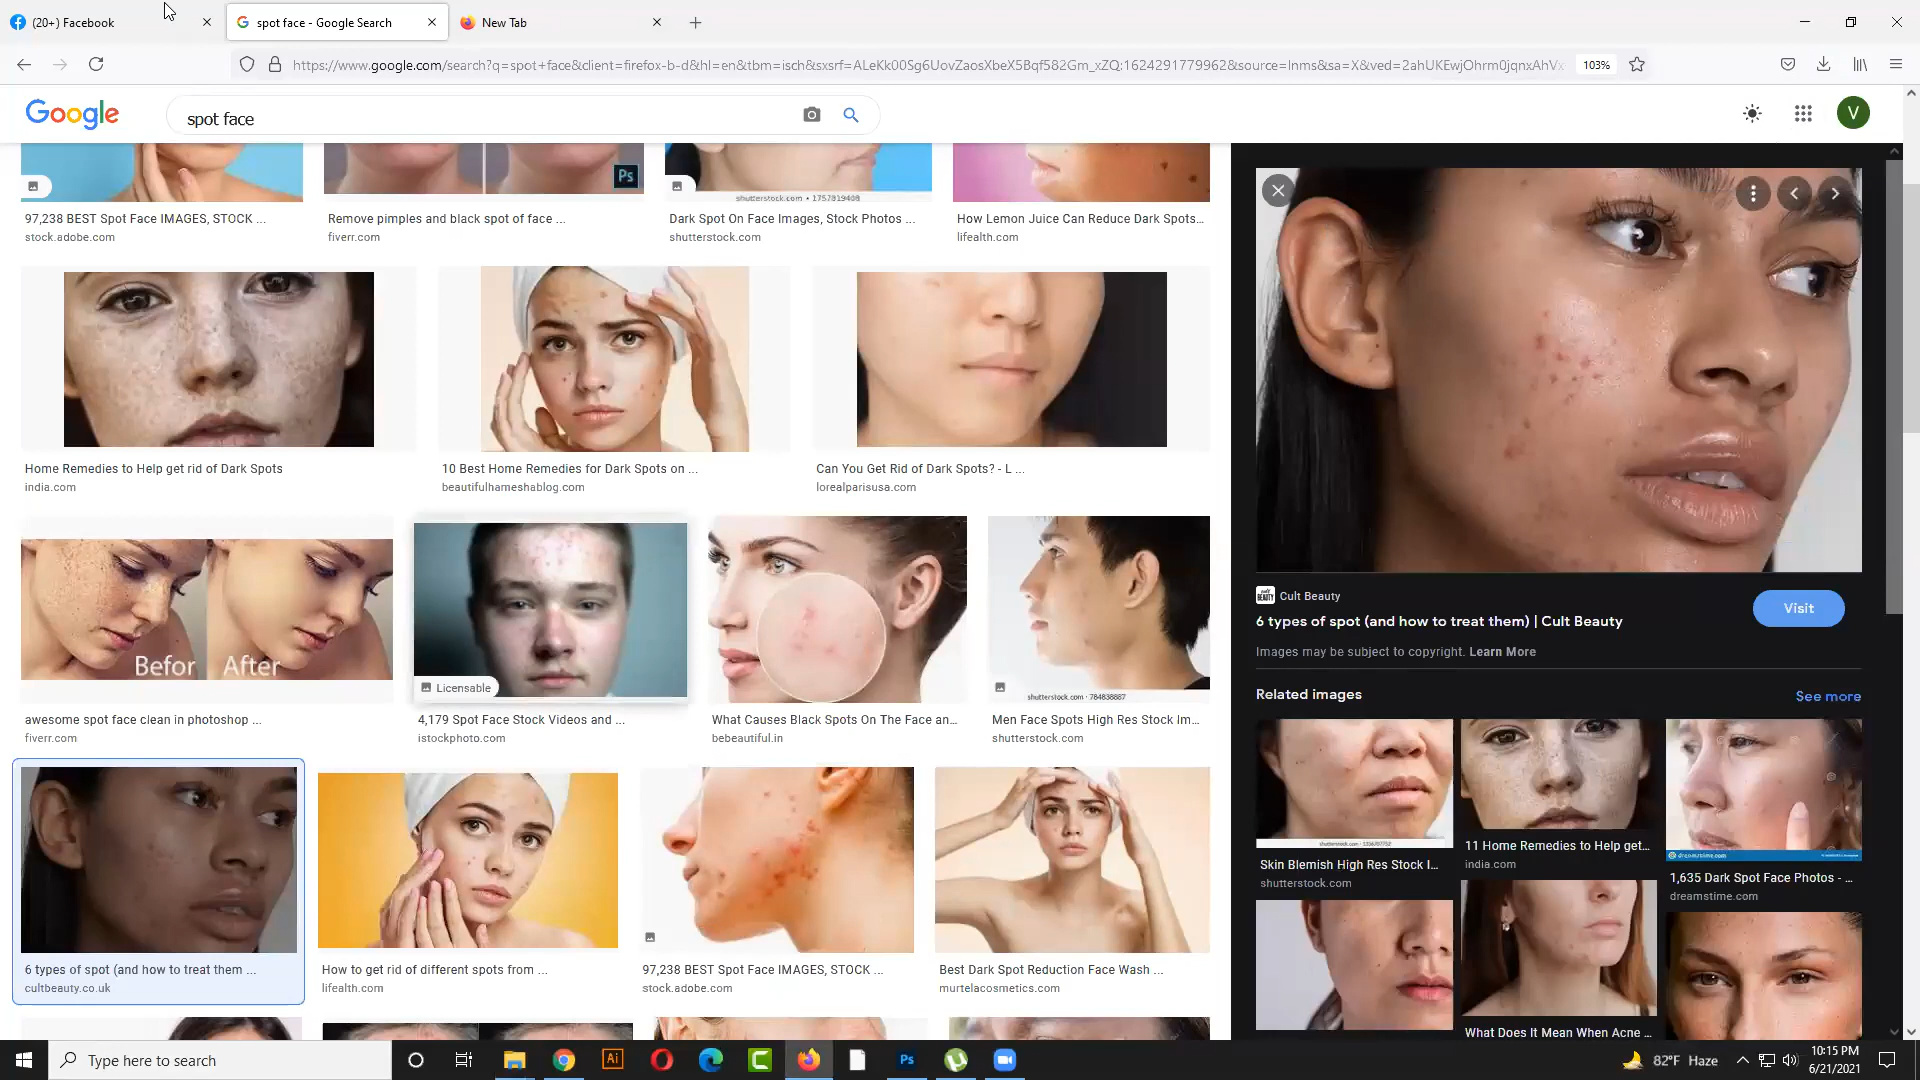 (20+) Facebook
spot face - Google Search
New Tab
https://www.google.com/search?q=spot+face&client=firefox-b-d&hl=en&tbm=isch&sxsrf=ALeKk00Sg6UovZaosXbeX5Bqf582Gm_xZQ:1624291779962&source=lnms&sa=X&ved=2ahUKEwjOhrm0jqnxAhVx
103%
Google
spot face
V
Ps
shutterstock.com • 1757819408
97,238 BEST Spot Face IMAGES, STOCK ...
stock.adobe.com
Remove pimples and black spot of face ...
fiverr.com
Dark Spot On Face Images, Stock Photos ...
shutterstock.com
How Lemon Juice Can Reduce Dark Spots...
lifealth.com
Home Remedies to Help get rid of Dark Spots
india.com
10 Best Home Remedies for Dark Spots on ...
beautifulhameshablog.com
Can You Get Rid of Dark Spots? - L ...
lorealparisusa.com
Befor After
Licensable
shutterstock.com · 784838887
awesome spot face clean in photoshop ...
fiverr.com
4,179 Spot Face Stock Videos and ...
istockphoto.com
What Causes Black Spots On The Face an...
bebeautiful.in
Men Face Spots High Res Stock Im...
shutterstock.com
6 types of spot (and how to treat them ...
cultbeauty.co.uk
How to get rid of different spots from ...
lifealth.com
97,238 BEST Spot Face IMAGES, STOCK ...
stock.adobe.com
Best Dark Spot Reduction Face Wash ...
murtelacosmetics.com
Cult Beauty
6 types of spot (and how to treat them) | Cult Beauty
Visit
Images may be subject to copyright. Learn More
Related images
See more
Skin Blemish High Res Stock I...
shutterstock.com
11 Home Remedies to Help get...
india.com
dreamstime.com
1,635 Dark Spot Face Photos - ...
dreamstime.com
What Does It Mean When Acne ...
Type here to search
Ai
Ps
82°F Haze
10:15 PM
6/21/2021